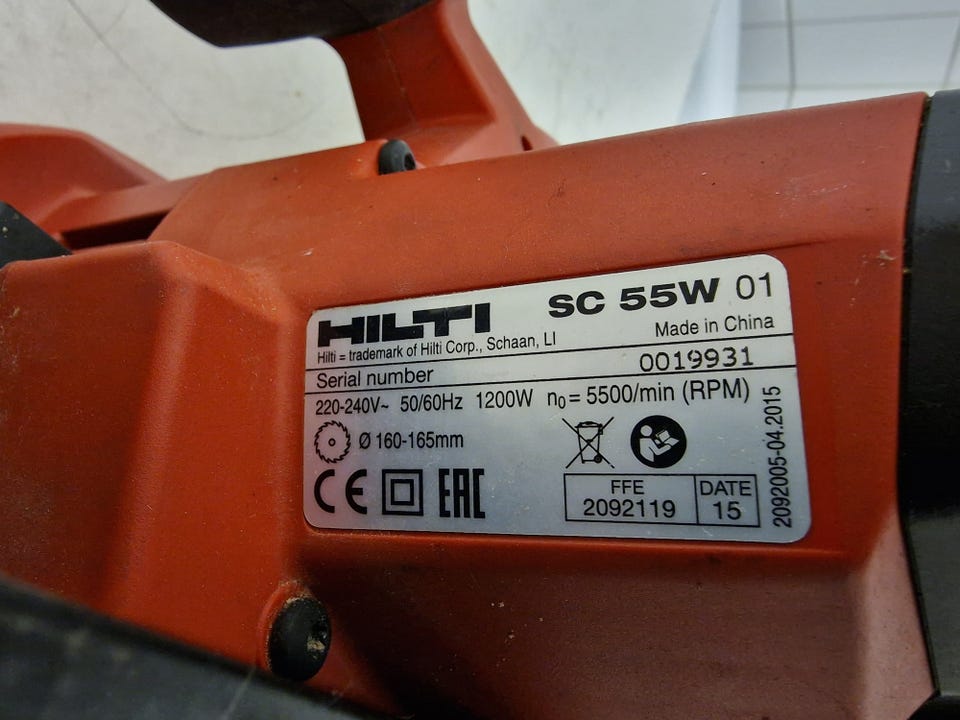 HILTI SC 55W 01
Hilti = trademark of Hilti Corp., Schaan, LI Made in China
Serial number 0019931
220-240V~ 50/60Hz 1200W n0 = 5500/min (RPM)
Ø 160-165mm
CE EAC
FFE
2092119
DATE
15
2092005-04.2015